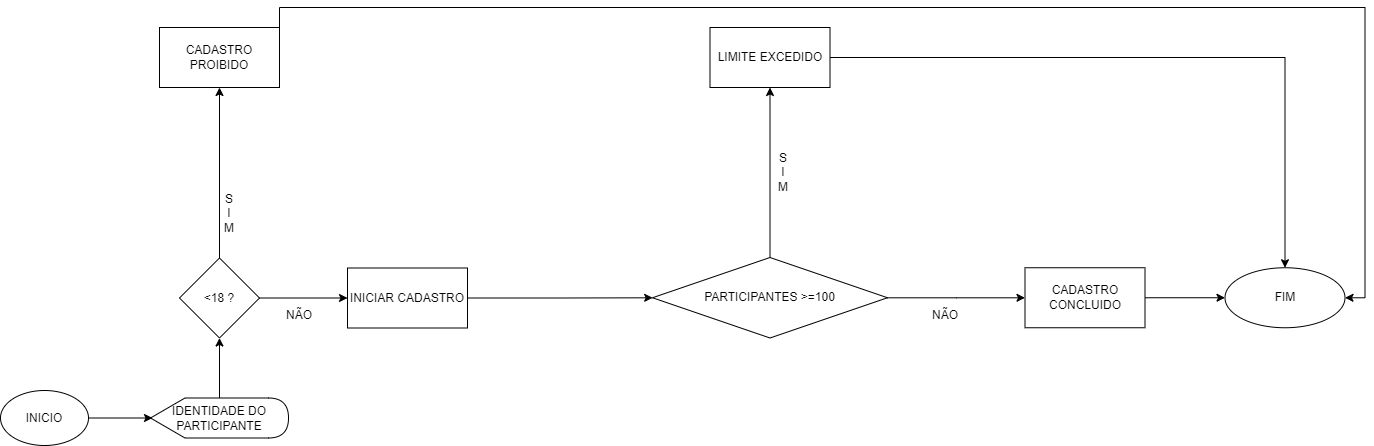 CADASTRO
PROIBIDO
LIMITE EXCEDIDO
S
I
M
S
I
M
<18 ?
NÃO
INICIAR CADASTRO
PARTICIPANTES >=100
NÃO
CADASTRO
CONCLUIDO
FIM
INICIO
IDENTIDADE DO
PARTICIPANTE